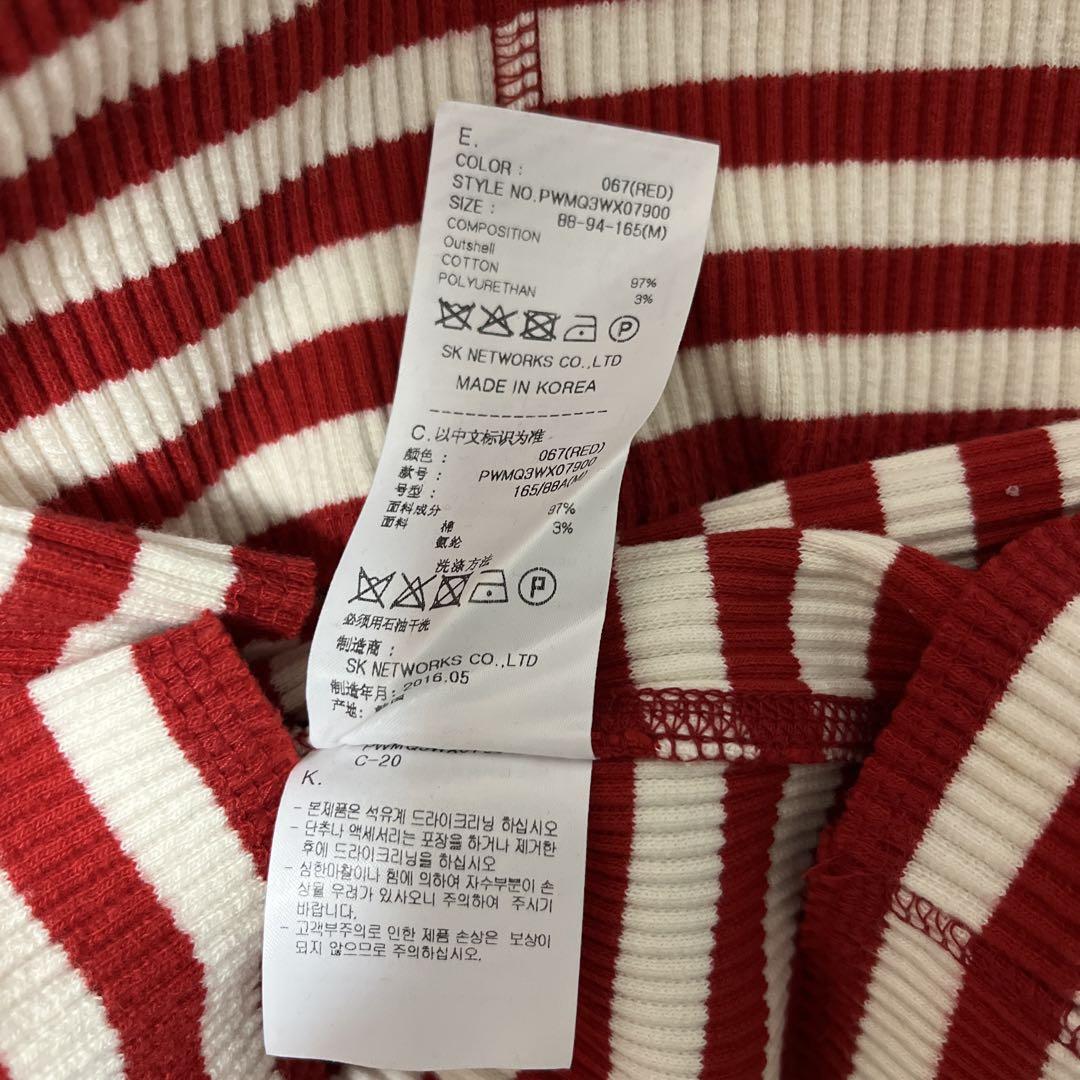 E.
COLOR : 067(RED)
STYLE NO. PWMQ3WX07900
SIZE : 88-94-165(M)
COMPOSITION
Outshell
COTTON 97%
POLYURETHAN 3%
P
SK NETWORKS CO.,LTD
MADE IN KOREA
C. 以中文标识为准
颜色 : 067(RED)
款号 : PWMQ3WX07900
号型 : 165/88A(M)
面料成分
面料 棉 97%
氨纶 3%
洗涤方法
P
必须用石油干洗
制造商 :
SK NETWORKS CO.,LTD
制造年月 : 2016.05
产地:
C-20
K.
- 본제품은 석유계 드라이크리닝 하십시오
- 단추나 액세서리는 포장을 하거나 제거한
후에 드라이크리닝을 하십시오
- 심한마찰이나 힘에 의하여 자수부분이 손
상될 우려가 있사오니 주의하여 주시기
바랍니다.
- 고객부주의로 인한 제품 손상은 보상이
되지 않으므로 주의하십시오.